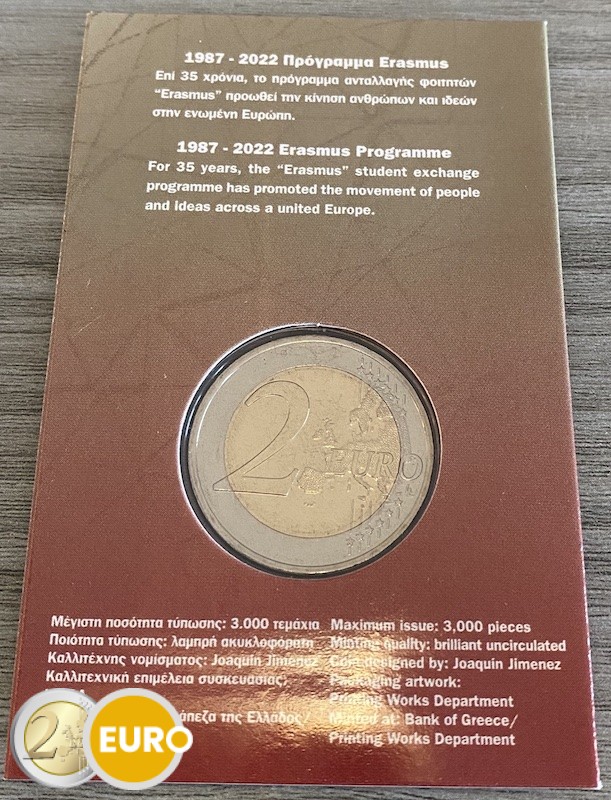 1987 - 2022 Πρόγραμμα Erasmus
Επί 35 χρόνια, το πρόγραμμα ανταλλαγής φοιτητών
“Erasmus” προωθεί την κίνηση ανθρώπων και ιδεών
στην ενωμένη Ευρώπη.
1987 - 2022 Erasmus Programme
For 35 years, the “Erasmus” student exchange
programme has promoted the movement of people
and ideas across a united Europe.
2 EURO
Μέγιστη ποσότητα τύπωσης: 3.000 τεμάχια
Ποιότητα τύπωσης: λαμπρή ακυκλοφόρητη
Καλλιτέχνης νομίσματος: Joaquin Jimenez
Καλλιτεχνική επιμέλεια συσκευασίας:
της Ελλάδος/
Maximum issue: 3,000 pieces
Minting quality: brilliant uncirculated
Coin designed by: Joaquin Jimenez
Packaging artwork:
Printing Works Department
Minted at: Bank of Greece/
Printing Works Department
2 EURO